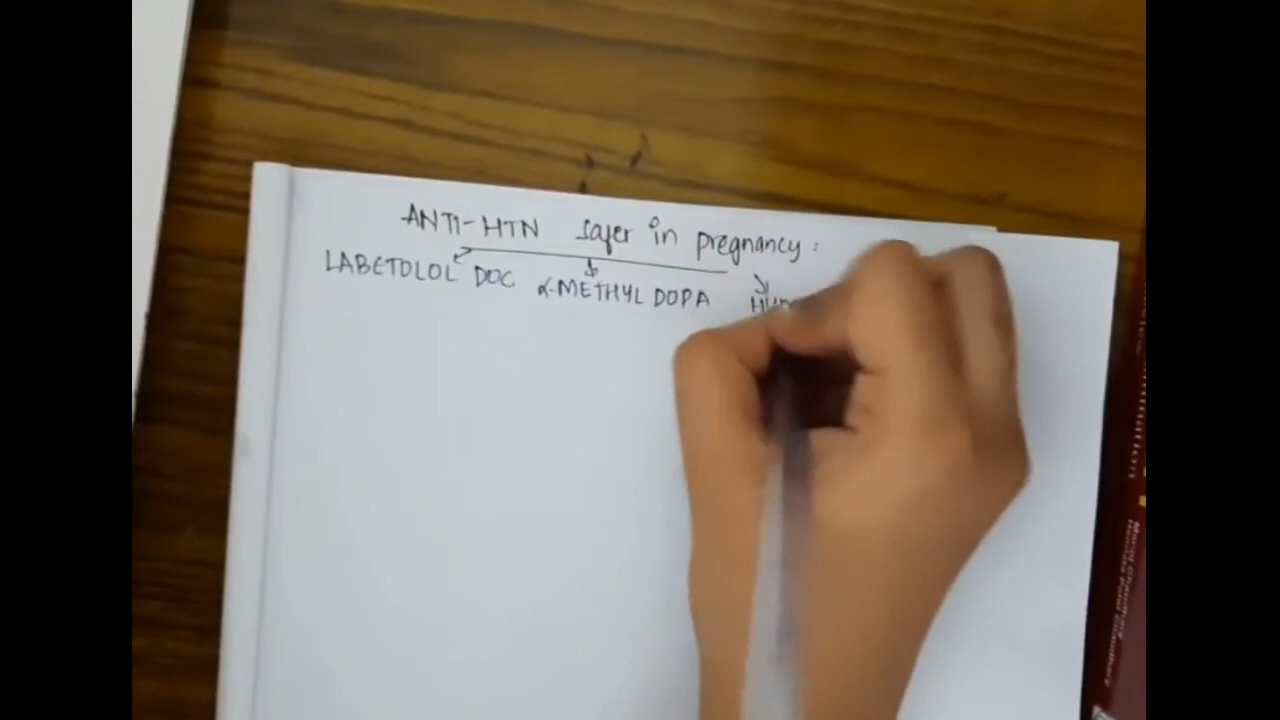 ANTI-HTN safer in pregnancy :
LABETOLOL DOC α-METHYL DOPA